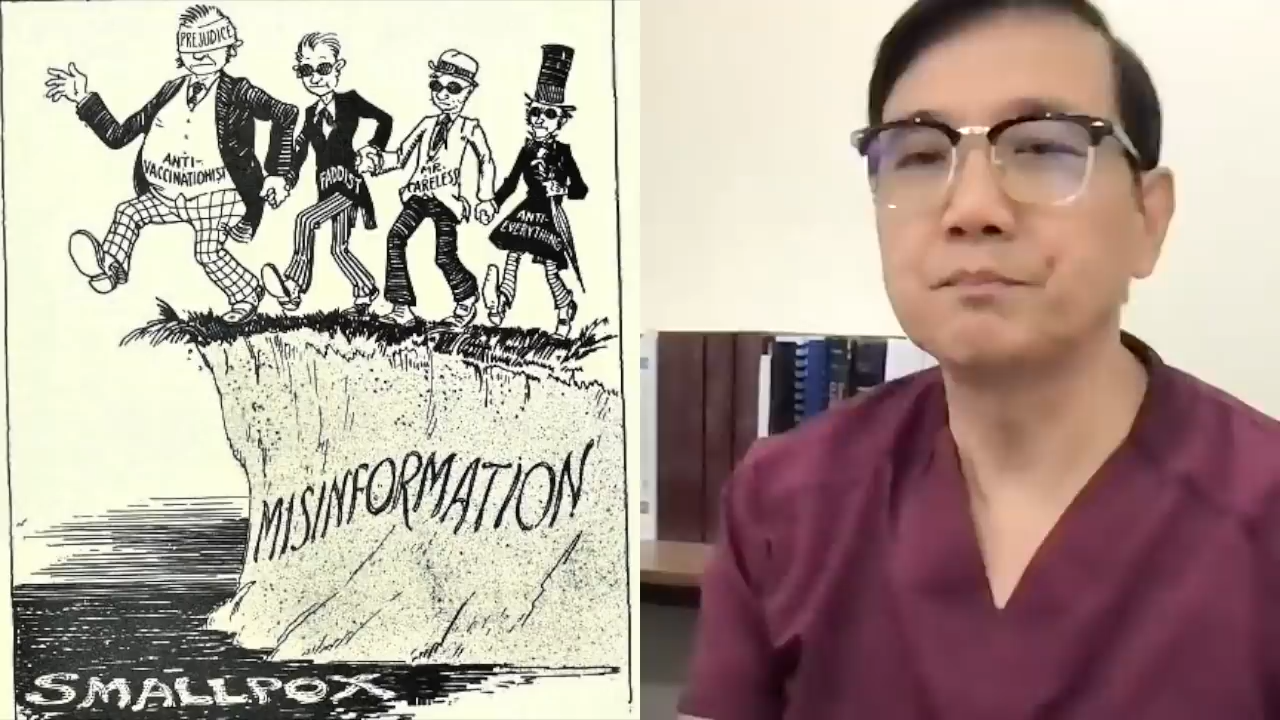 PREJUDICE
ANTI-
VACCINATIONIST
FADDIST
MR.
CARELESS
ANTI-
EVERYTHING
MISINFORMATION
SMALLPOX